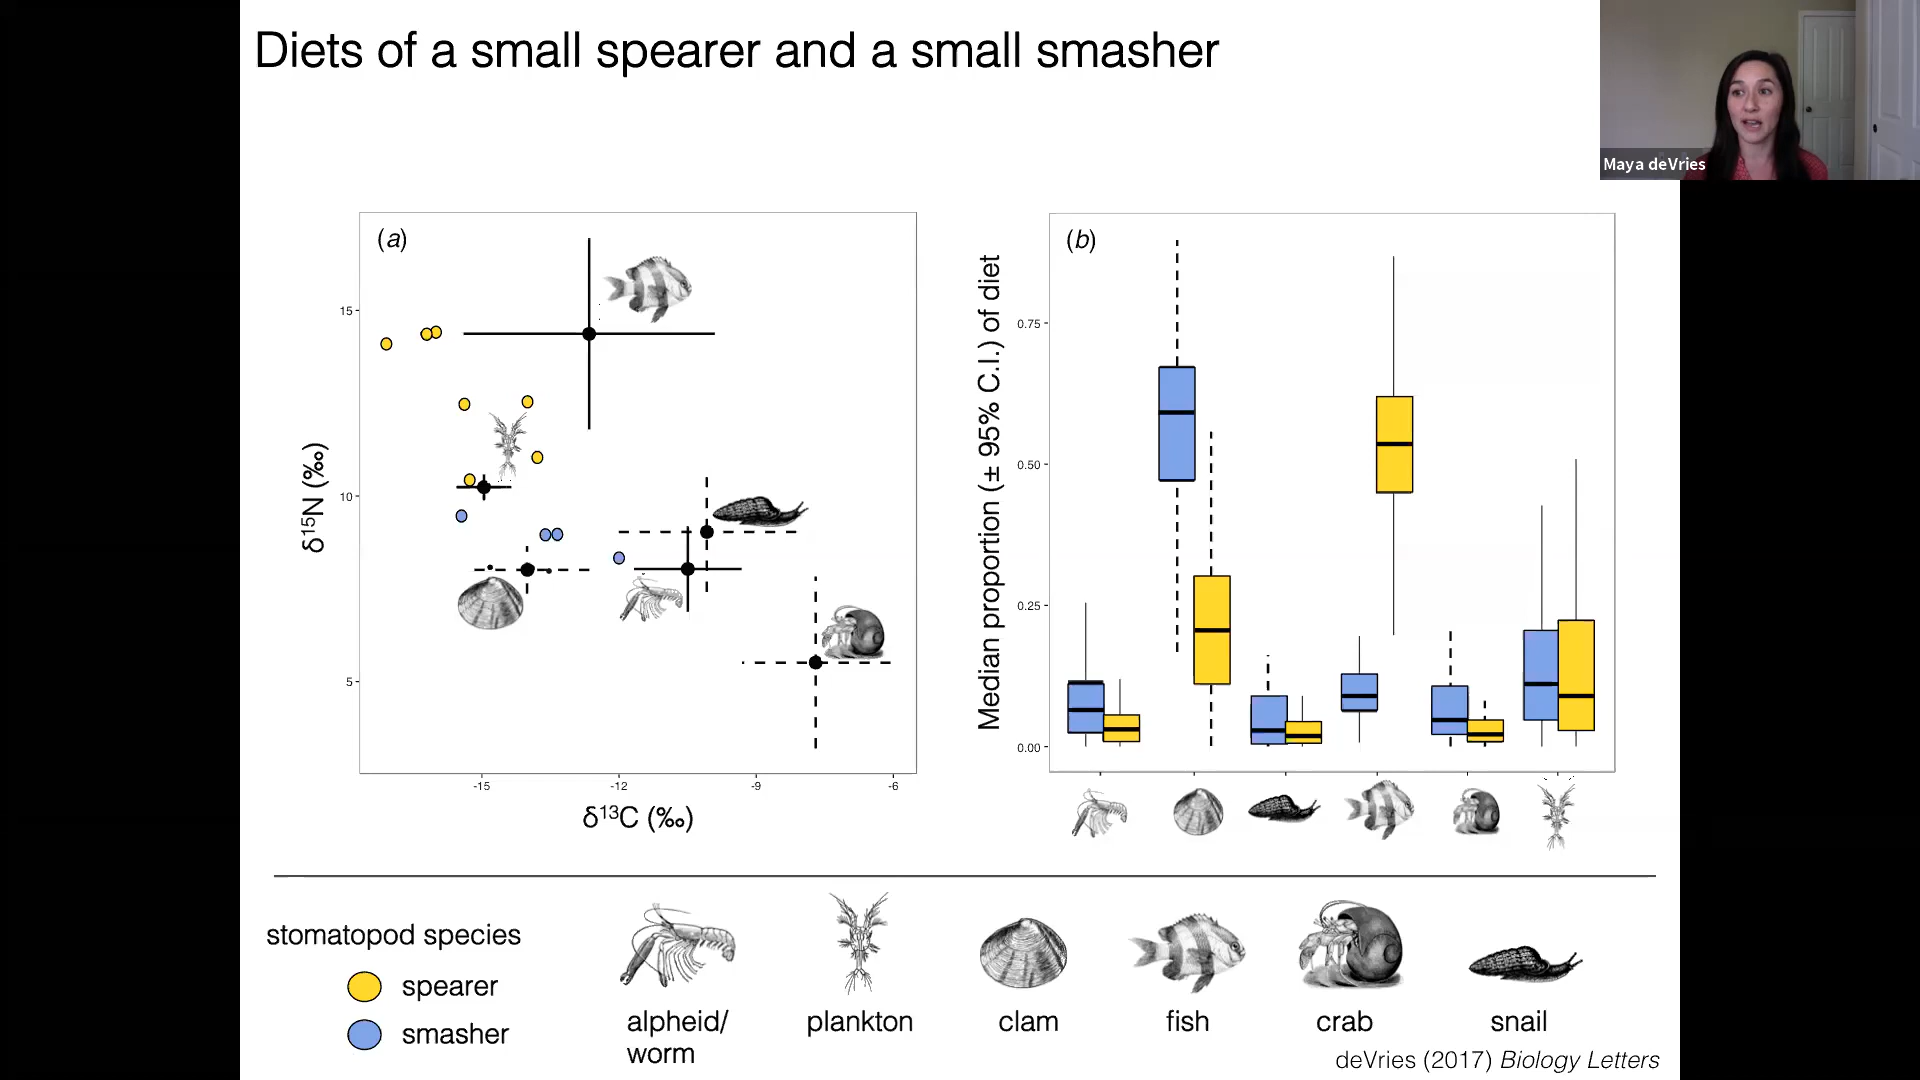 Diets of a small spearer and a small smasher
Maya deVries
(a)
15
10
5
δ¹⁵N (‰)
-15
-12
-9
-6
δ¹³C (‰)
(b)
Median proportion (± 95% C.I.) of diet
0.75
0.50
0.25
0.00
stomatopod species
spearer
smasher
alpheid/
worm
plankton
clam
fish
crab
snail
deVries (2017) Biology Letters